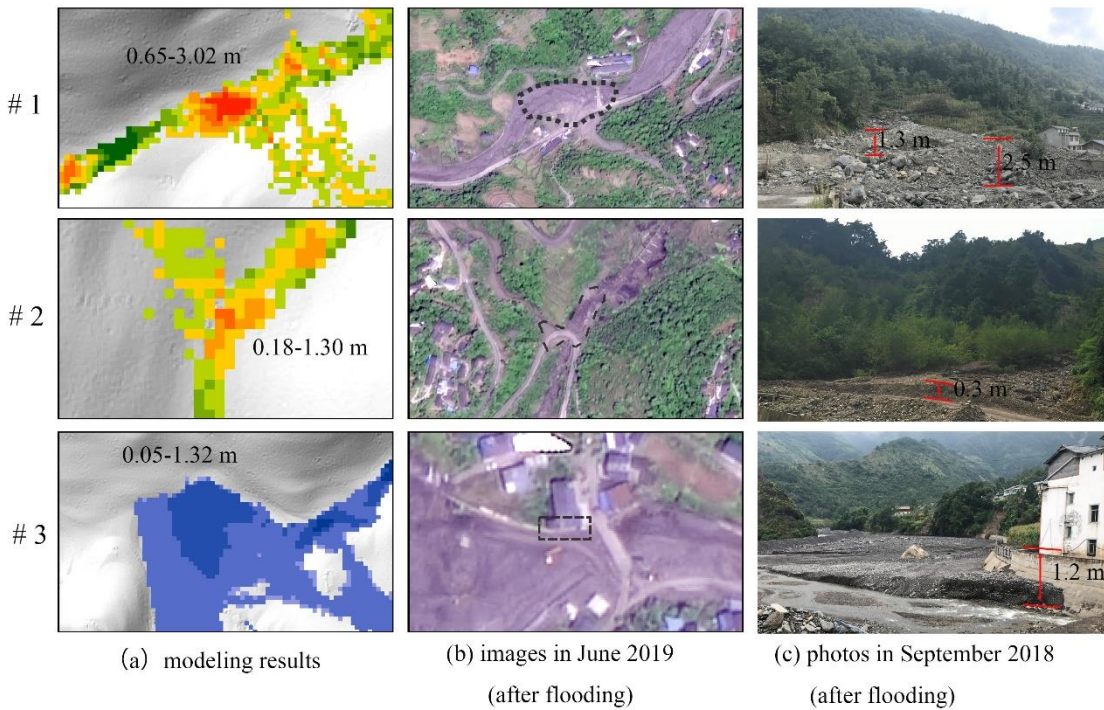 # 1
0.65-3.02 m
1.3 m
2.5 m
# 2
0.18-1.30 m
0.3 m
# 3
0.05-1.32 m
1.2 m
(a) modeling results
(b) images in June 2019
(after flooding)
(c) photos in September 2018
(after flooding)